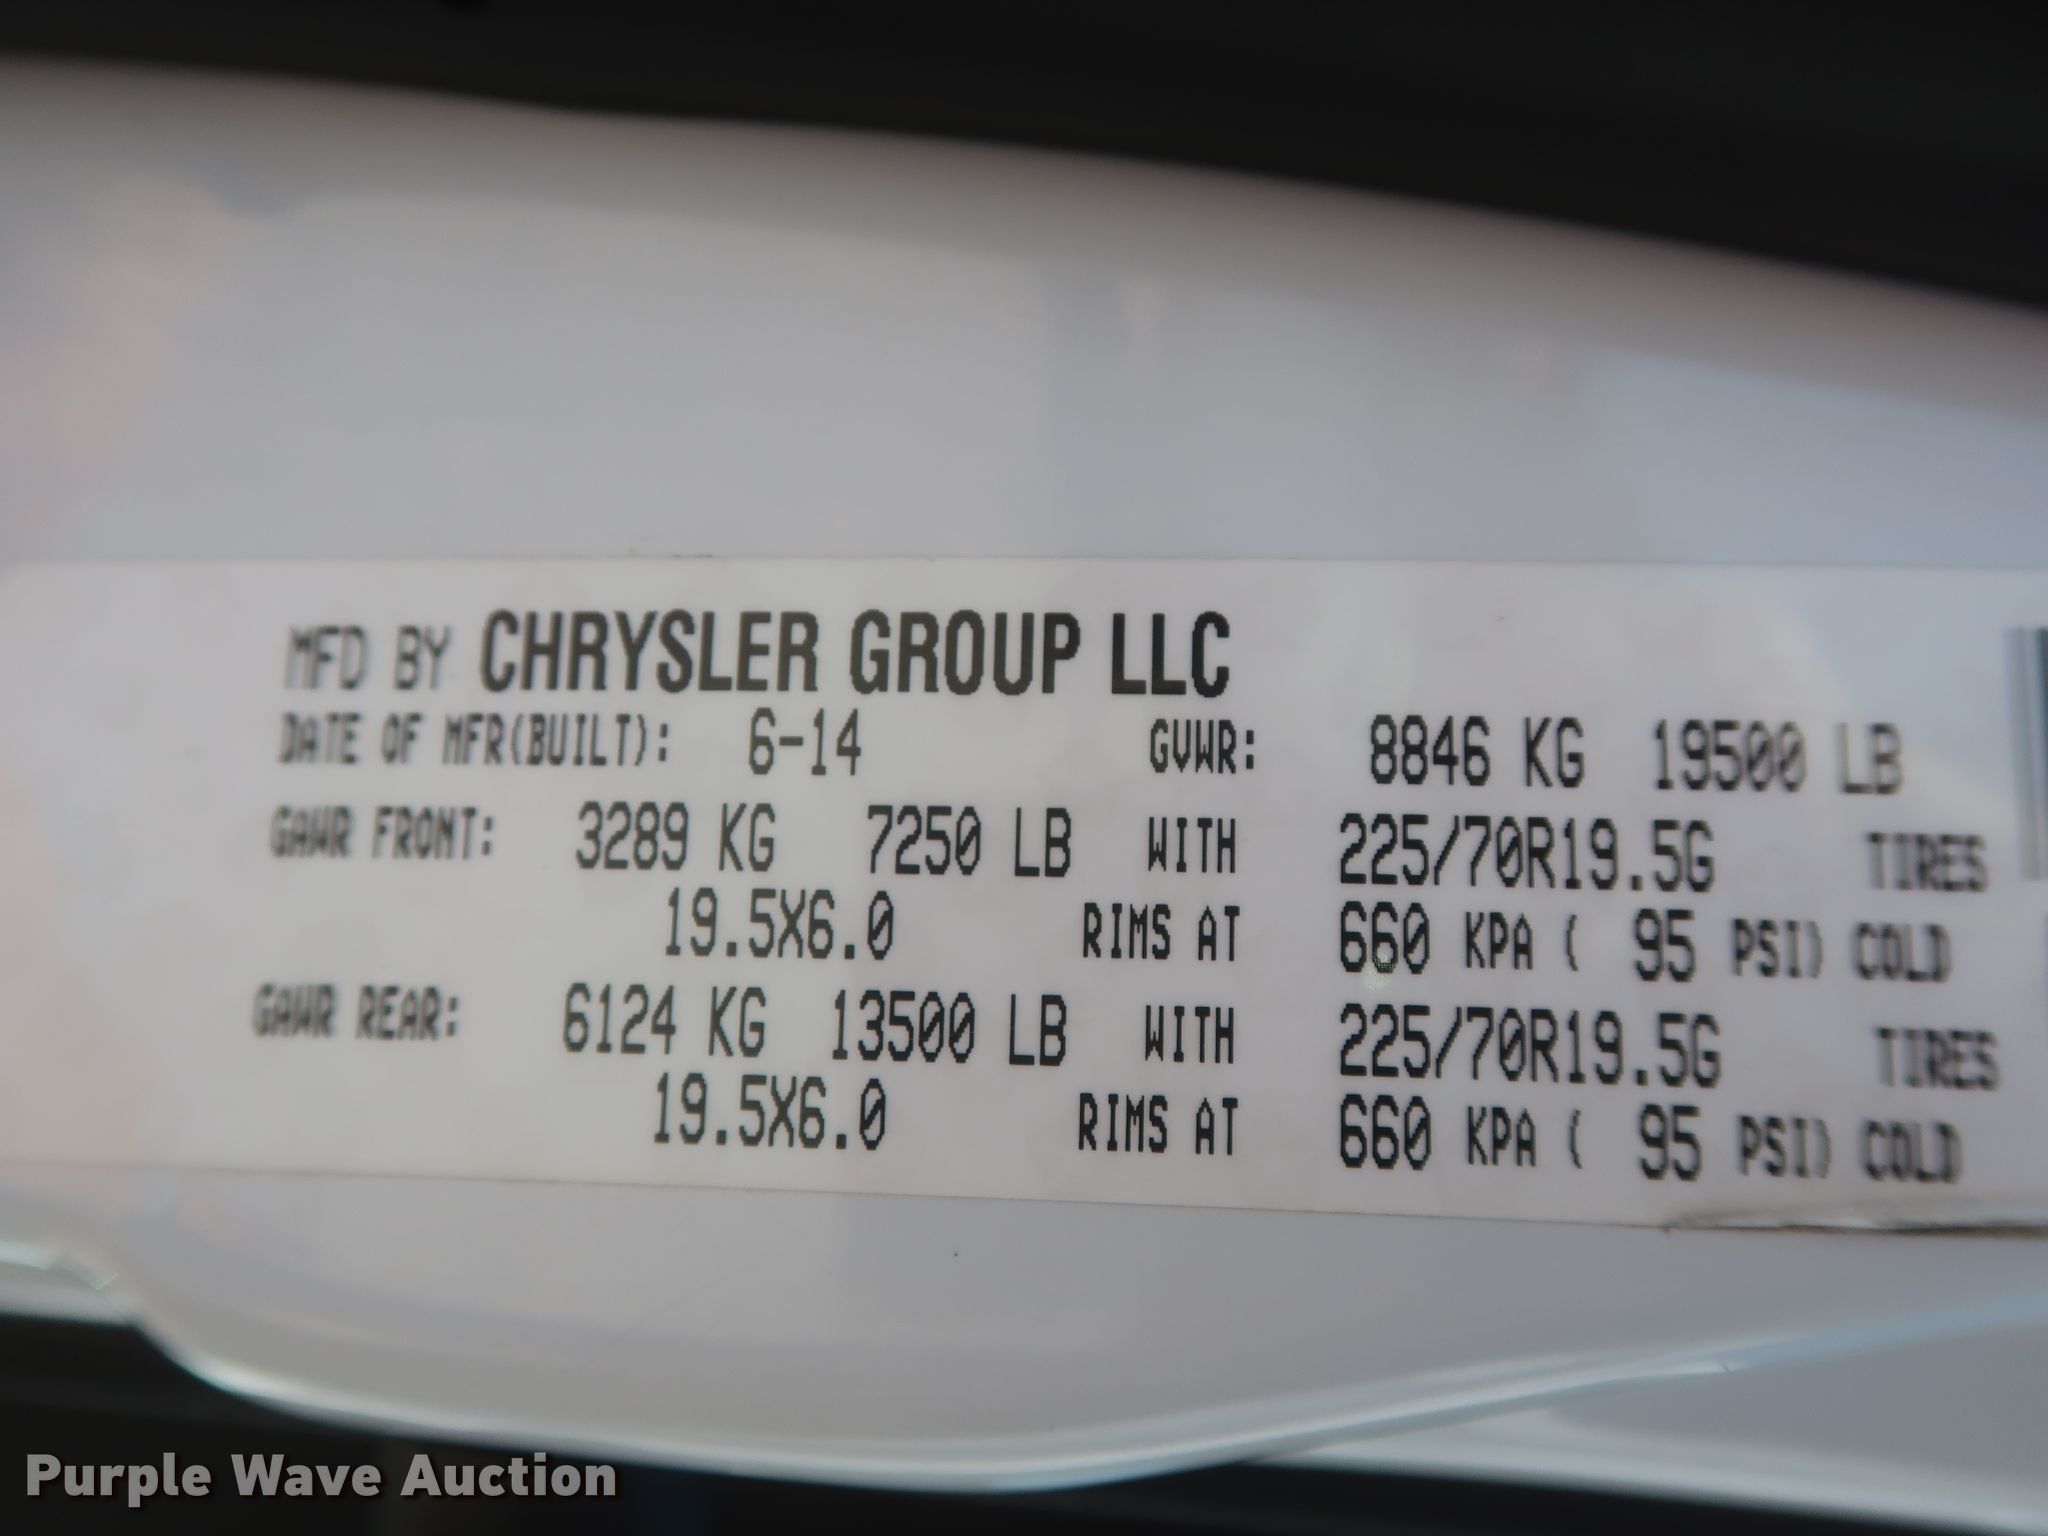 MFD BY CHRYSLER GROUP LLC
DATE OF MFR(BUILT): 6-14 GVWR: 8846 KG 19500 LB
GAWR FRONT: 3289 KG 7250 LB WITH 225/70R19.5G TIRES
19.5X6.0 RIMS AT 660 KPA ( 95 PSI) COLD
GAWR REAR: 6124 KG 13500 LB WITH 225/70R19.5G TIRES
19.5X6.0 RIMS AT 660 KPA ( 95 PSI) COLD
Purple Wave Auction